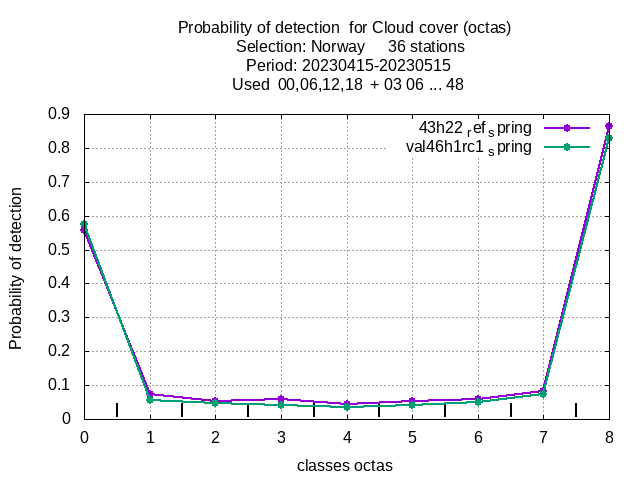 Probability of detection for Cloud cover (octas)
Selection: Norway 36 stations
Period: 20230415-20230515
Used 00,06,12,18 + 03 06 ... 48
43h22 ref spring
val46h1rc1 spring
0.9
0.8
0.7
0.6
0.5
0.4
0.3
0.2
0.1
0
Probability of detection
0 1 2 3 4 5 6 7 8
classes octas